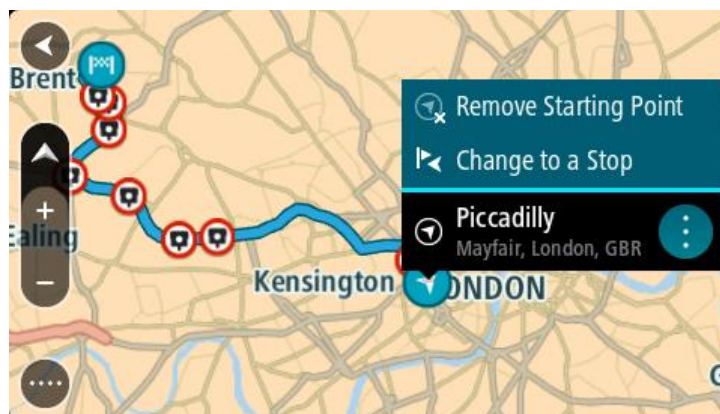 Brent
Remove Starting Point
Change to a Stop
Piccadilly
Mayfair, London, GBR
Ealing
Kensington
ONDON
G